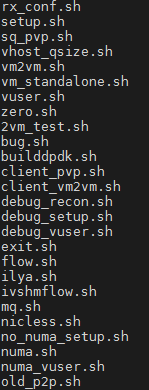 rx_conf.sh
setup.sh
sq_pvp.sh
vhost_qsize.sh
vm2vm.sh
vm_standalone.sh
vuser.sh
zero.sh
2vm_test.sh
bug.sh
builddpdk.sh
client_pvp.sh
client_vm2vm.sh
debug_recon.sh
debug_setup.sh
debug_vuser.sh
exit.sh
flow.sh
ilya.sh
ivshmflow.sh
mq.sh
nicless.sh
no_numa_setup.sh
numa.sh
numa_vuser.sh
old_p2p.sh